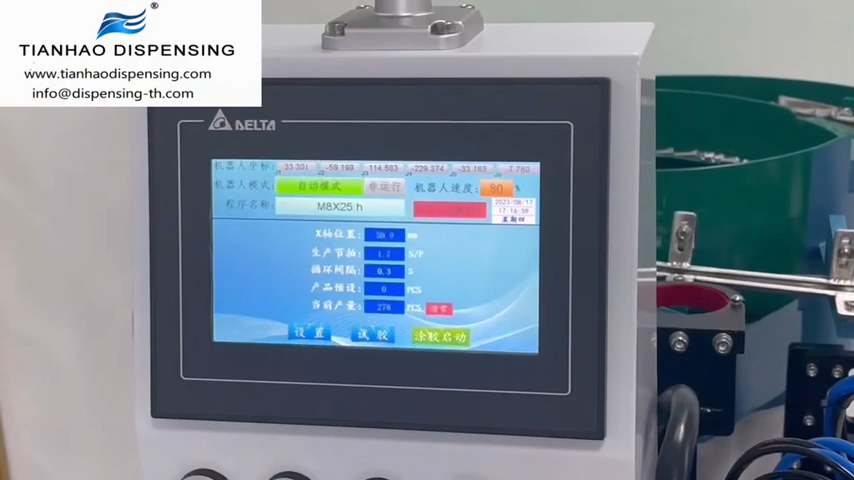 ®
TIANHAO DISPENSING
www.tianhaodispensing.com
info@dispensing-th.com
DELTA
机器人坐标: 33.301 -59.199 114.583 -229.374 -33.165 -7.760
机器人模式: 自动模式 非运行 机器人速度: 80 %
程序名称: M8X25 h 2023/08/17
17:16:50
星期四
X轴位置: 50.0 mm
生产节拍: S/P
循环间隔: 0.3 S
产品预设: 0 PCS
当前产量: 278 PCS 清零
设置 试胶 涂胶启动